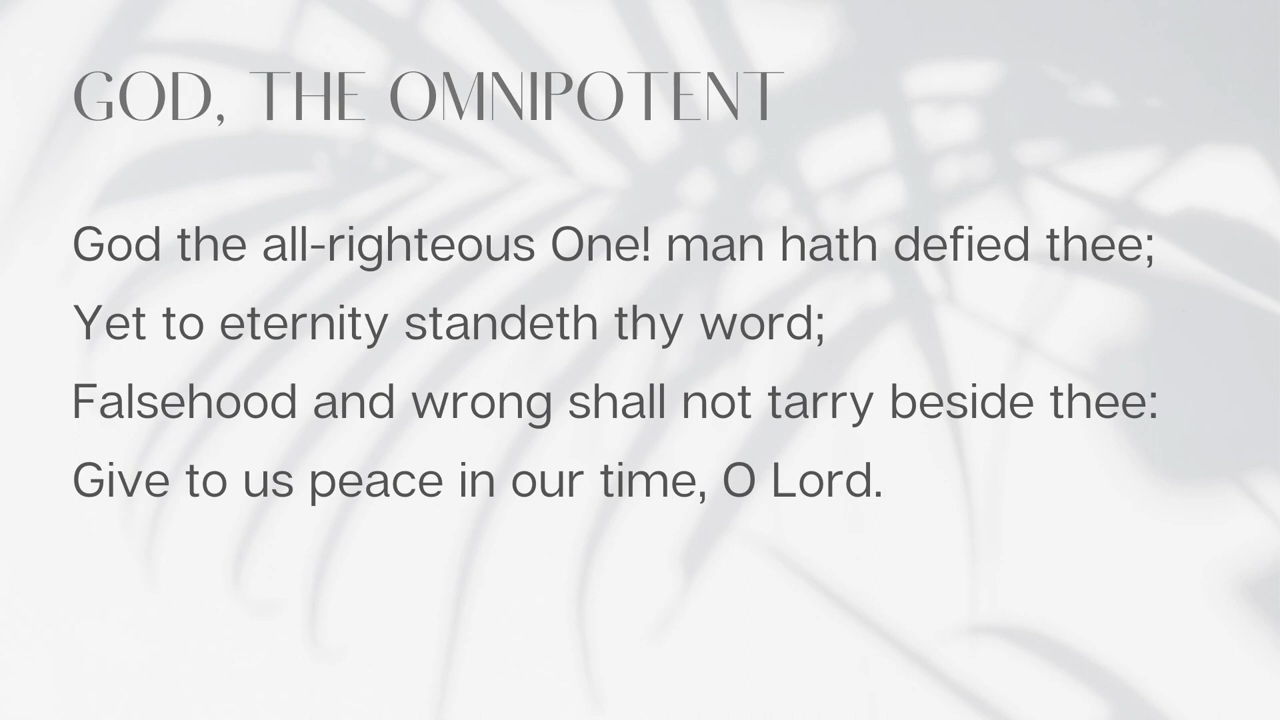 GOD, THE OMNIPOTENT
God the all-righteous One! man hath defied thee;
Yet to eternity standeth thy word;
Falsehood and wrong shall not tarry beside thee:
Give to us peace in our time, O Lord.